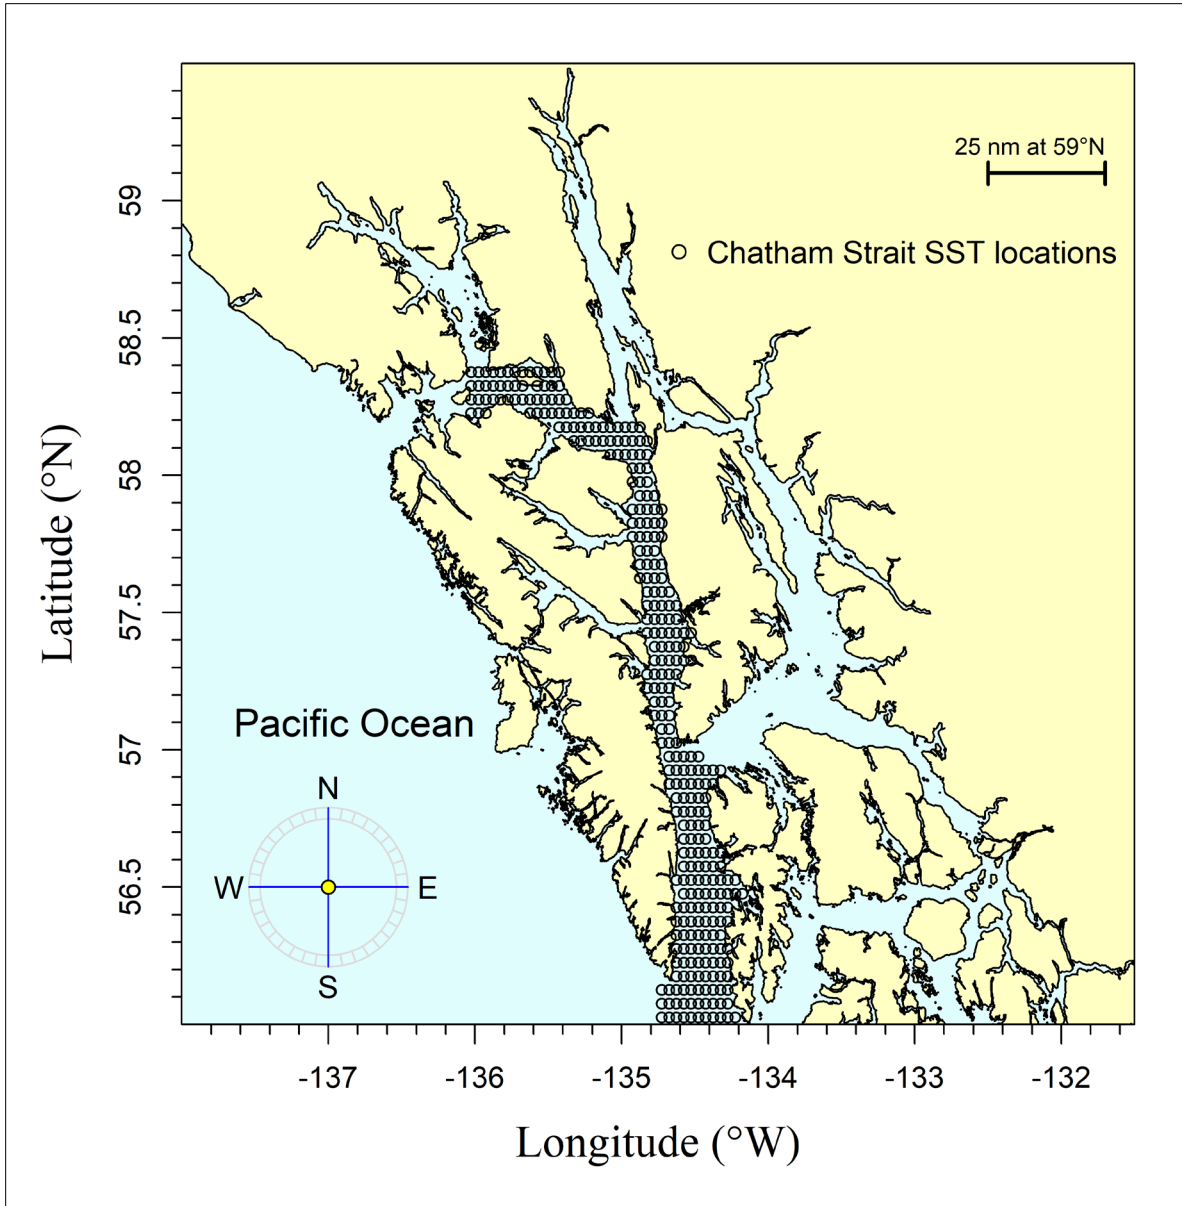 25 nm at 59°N
Chatham Strait SST locations
59
58.5
58
57.5
57
56.5
Latitude (°N)
Pacific Ocean
N
W
E
S
-137
-136
-135
-134
-133
-132
Longitude (°W)